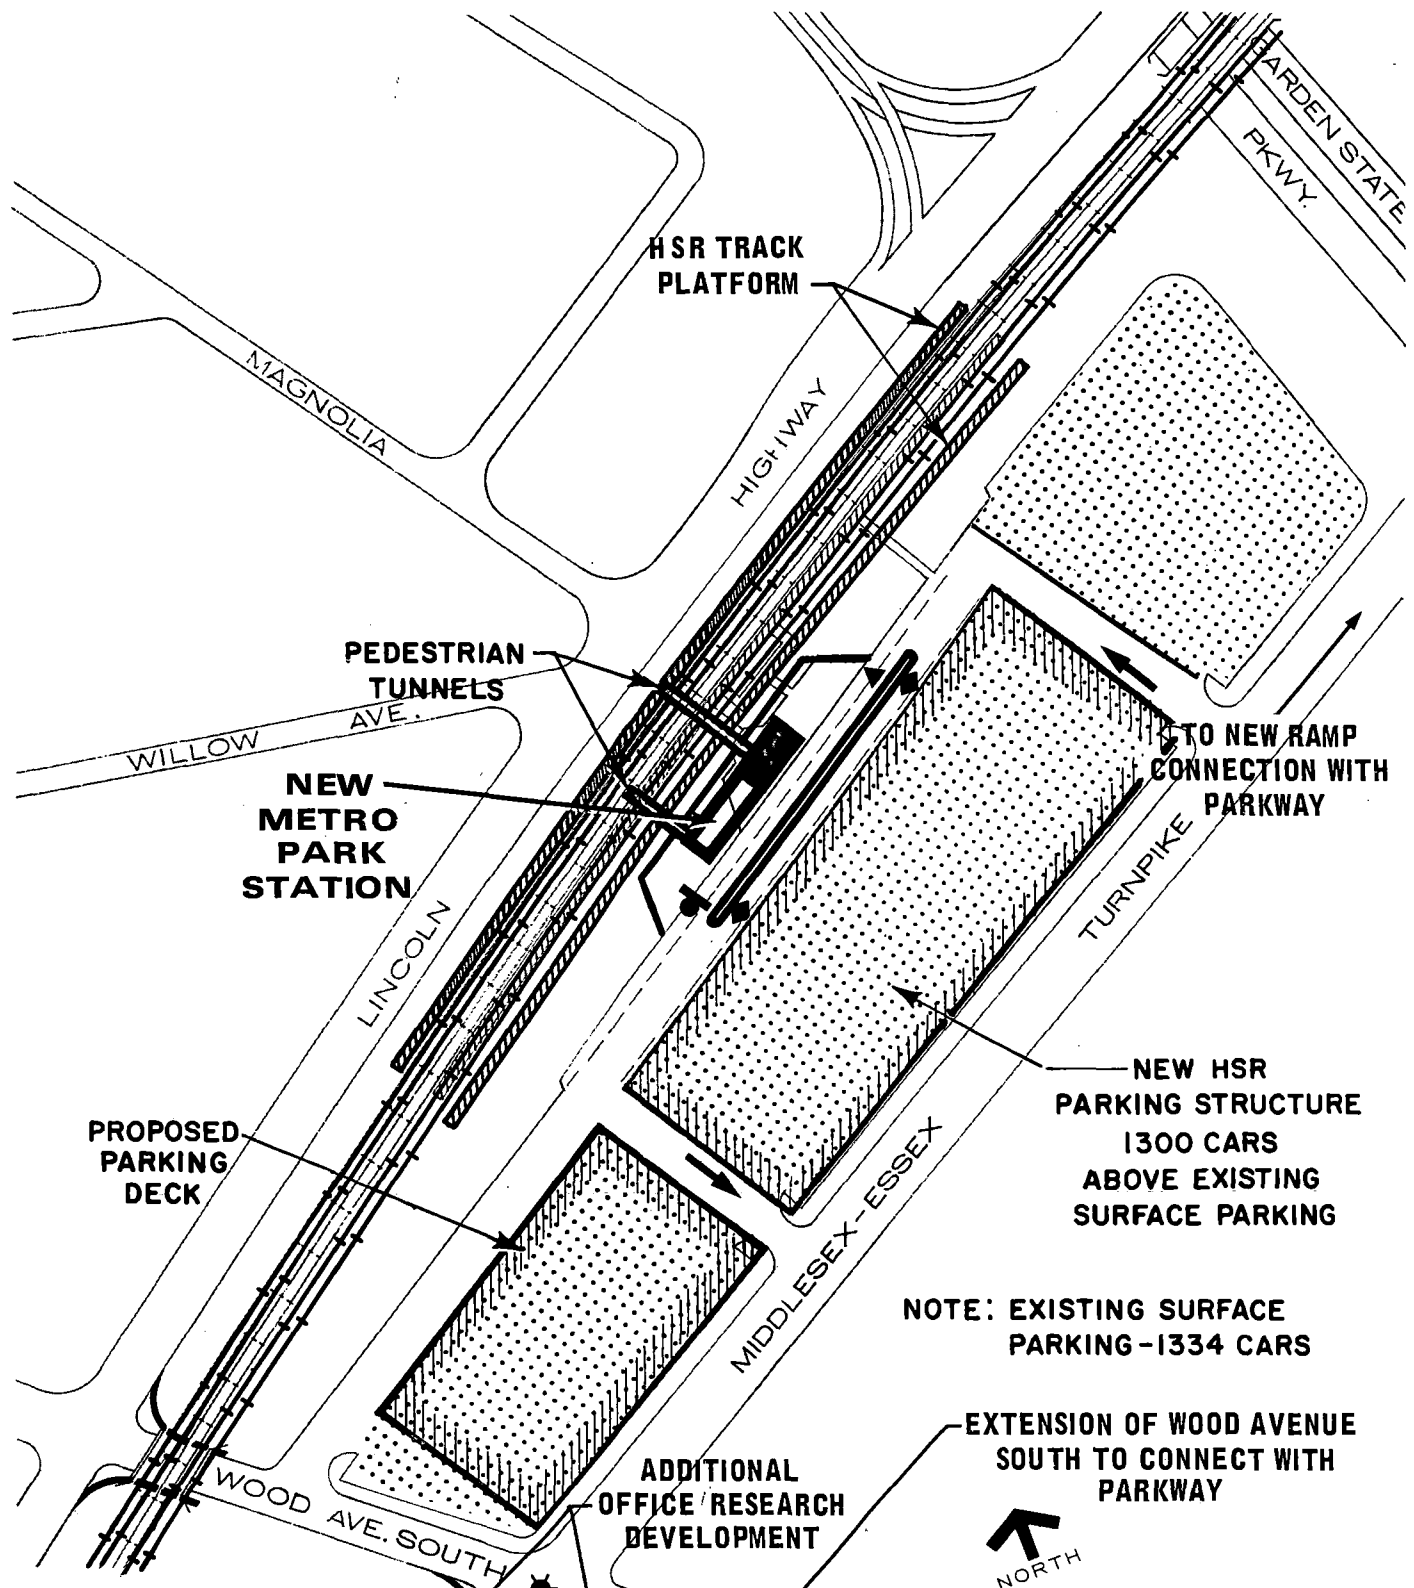 GARDEN STATE
PKWY.
HSR TRACK
PLATFORM
MAGNOLIA
HIGHWAY
PEDESTRIAN
TUNNELS
AVE.
WILLOW
NEW
METRO
PARK
STATION
TO NEW RAMP
CONNECTION WITH
PARKWAY
TURNPIKE
LINCOLN
NEW HSR
PARKING STRUCTURE
1300 CARS
ABOVE EXISTING
SURFACE PARKING
PROPOSED
PARKING
DECK
MIDDLESEX-ESSEX
NOTE: EXISTING SURFACE
PARKING-1334 CARS
EXTENSION OF WOOD AVENUE
SOUTH TO CONNECT WITH
PARKWAY
ADDITIONAL
OFFICE RESEARCH
DEVELOPMENT
WOOD AVE. SOUTH
NORTH